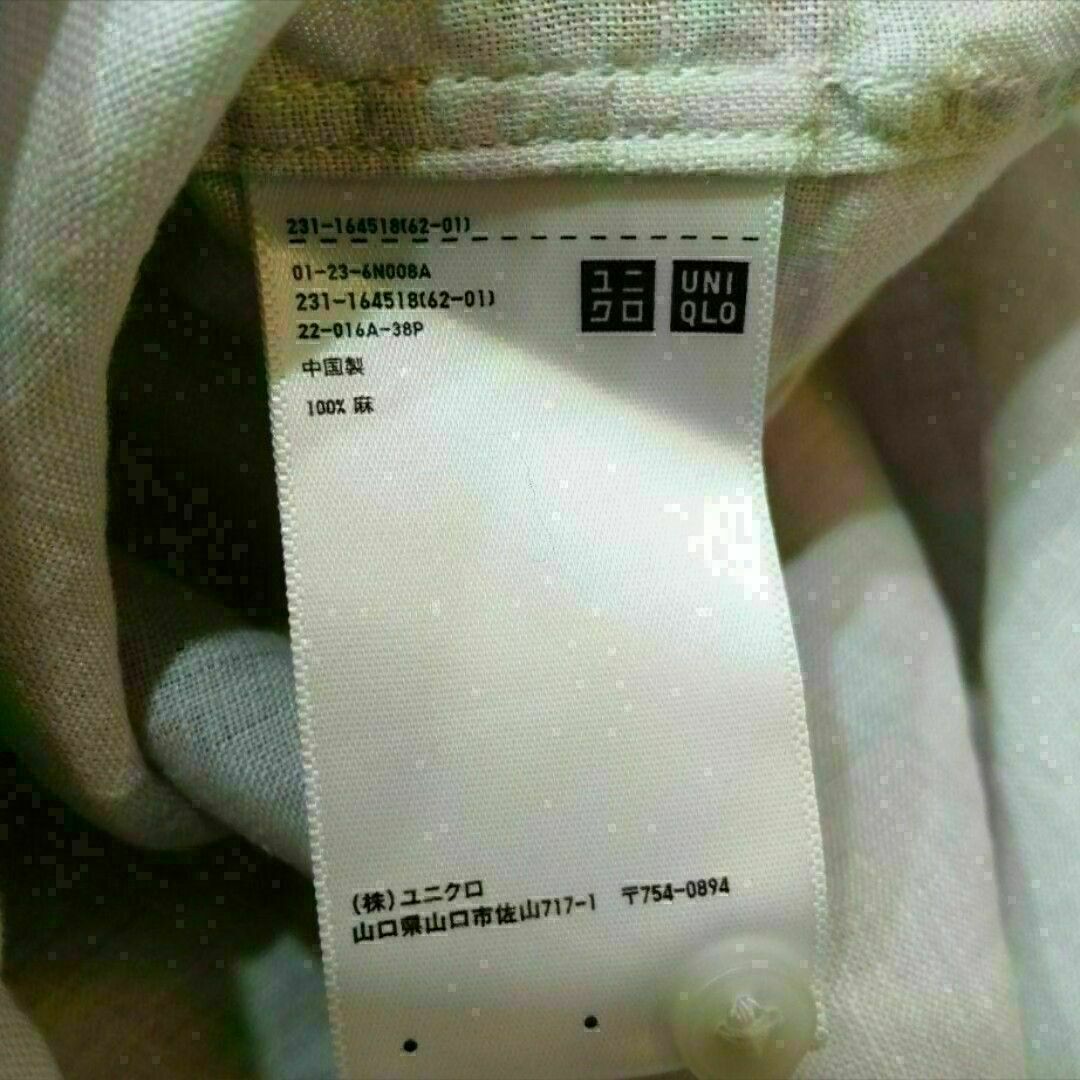 231-164518(62-01)
01-23-6N008A
231-164518(62-01)
22-016A-38P
中国製
100% 麻
ユニ
クロ
UNI
QLO
(株)ユニクロ
山口県山口市佐山717-1 〒754-0894